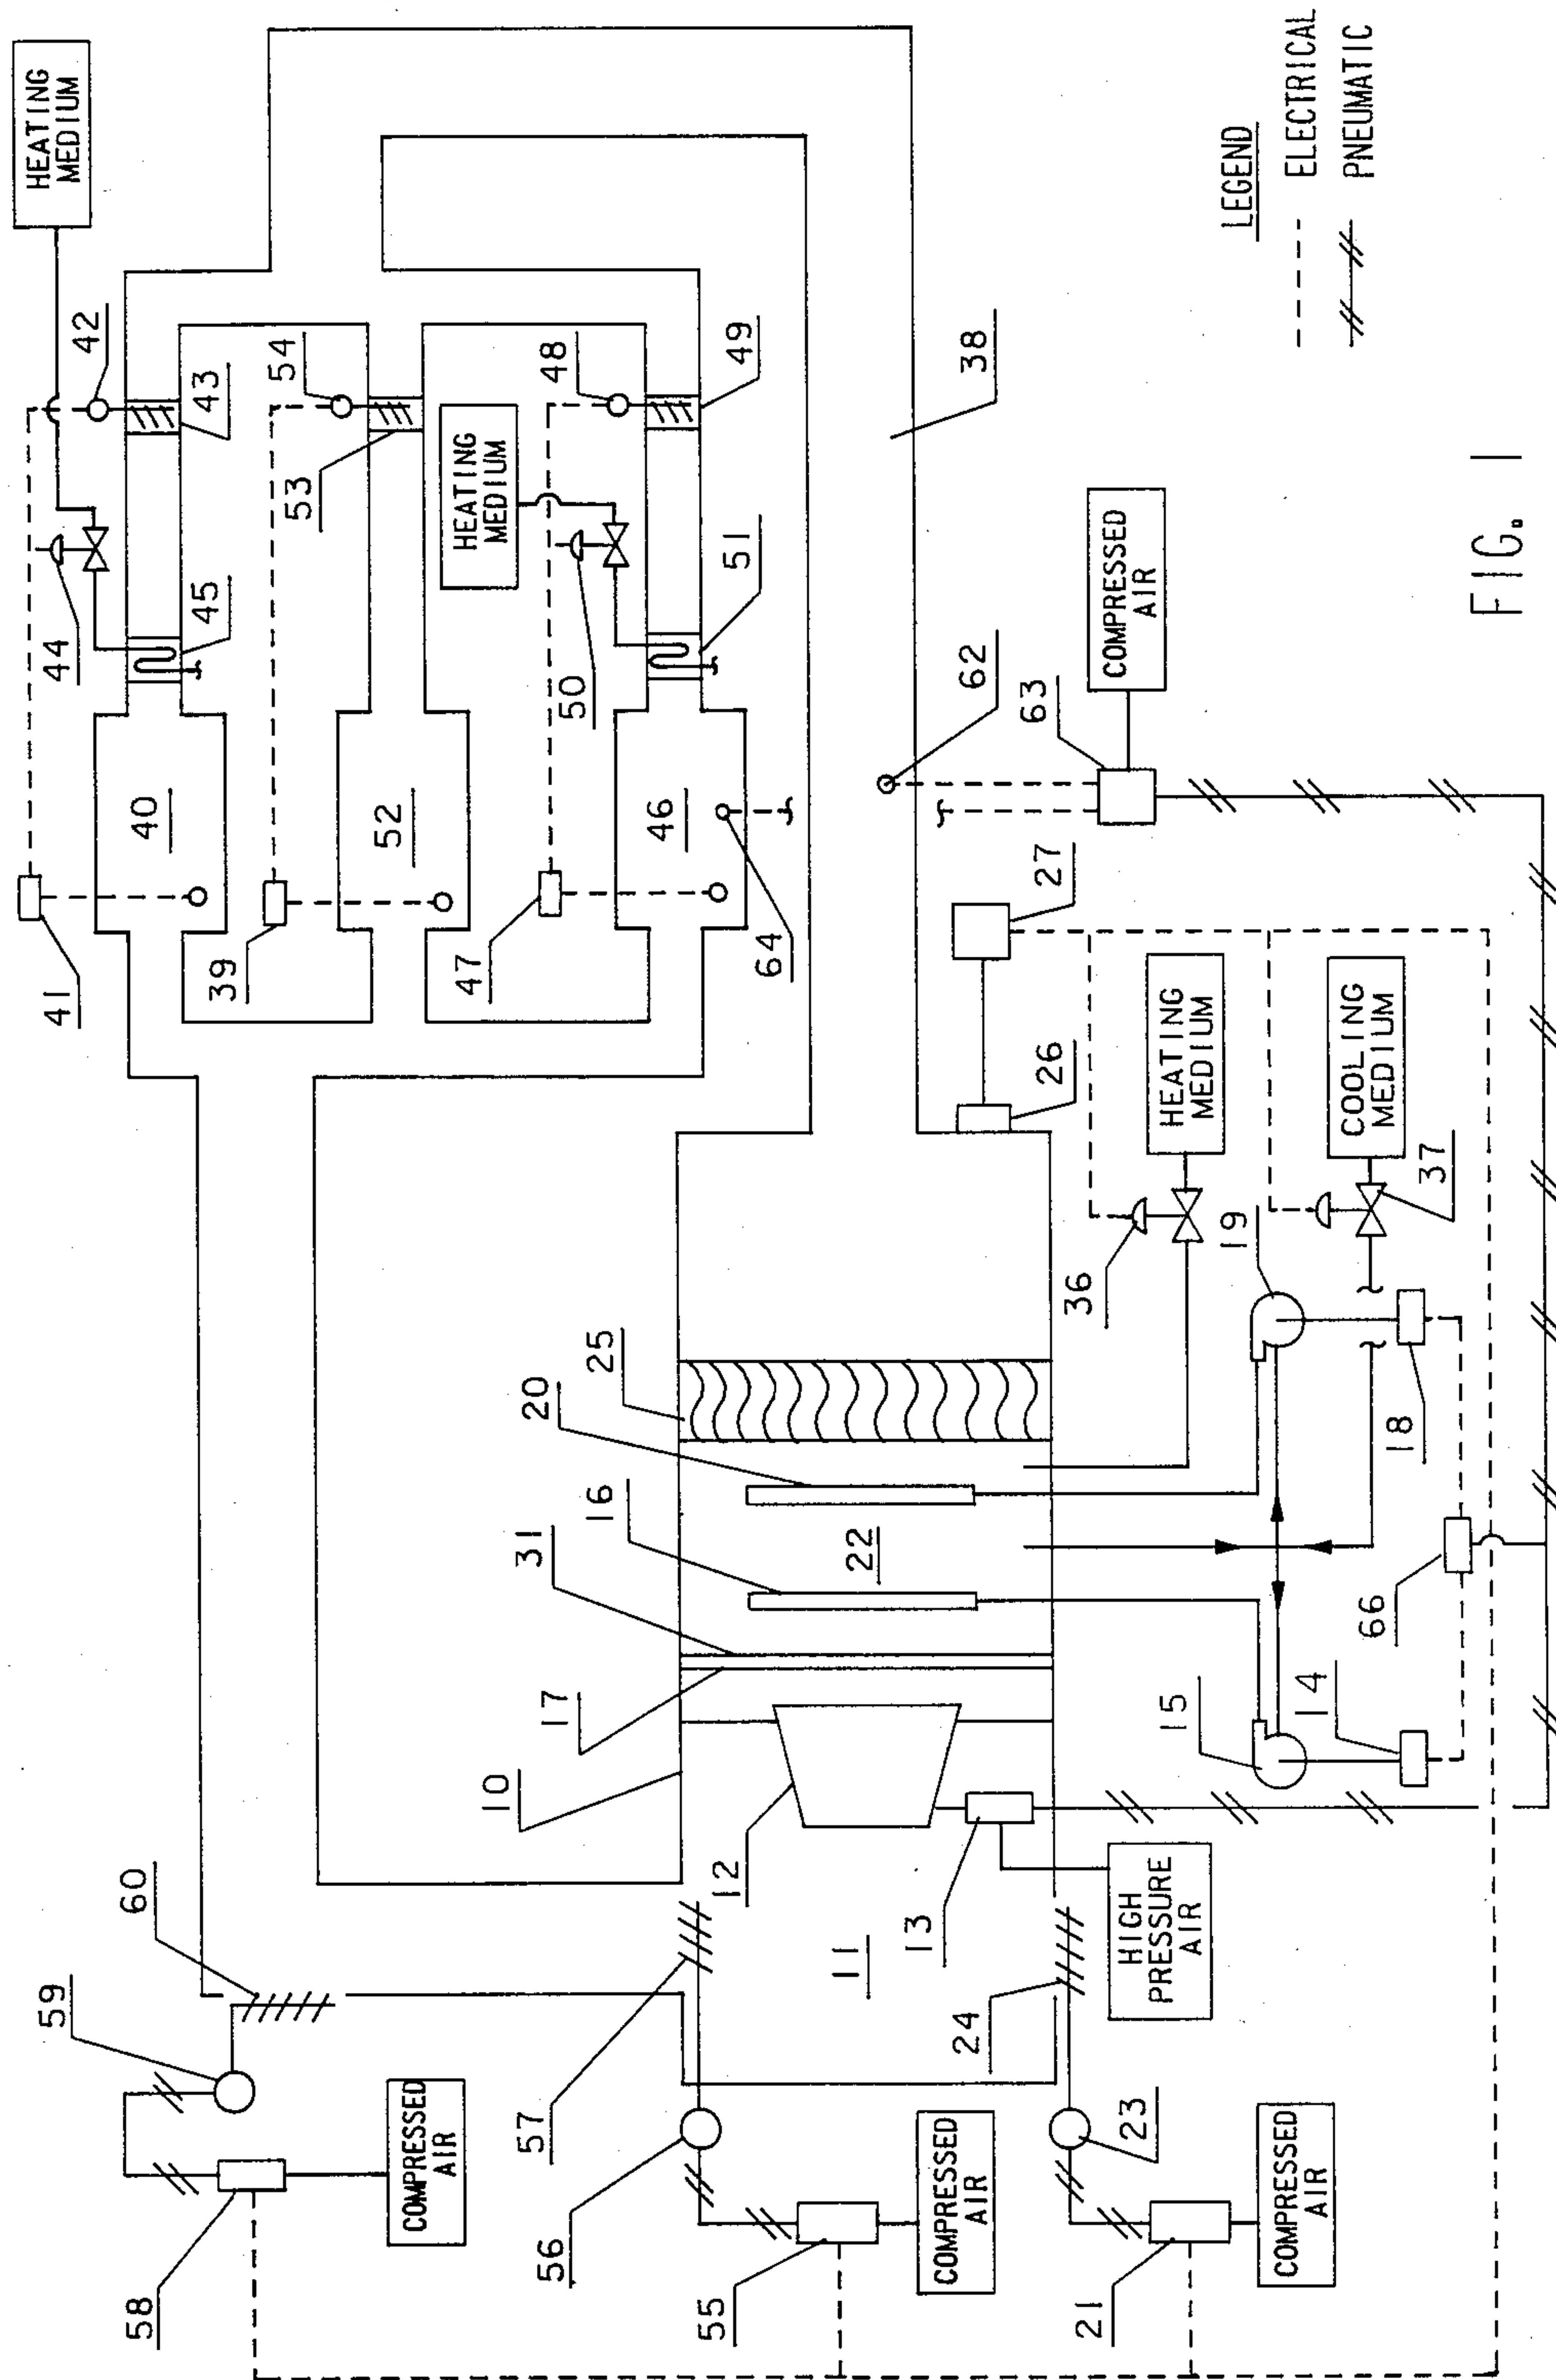 HEATING
MEDIUM
42
54
43
48
49
53
HEATING
MEDIUM
44
45
50
51
38
LEGEND
ELECTRICAL
PNEUMATIC
FIG. 1
COMPRESSED
AIR
62
63
40
52
46
41
39
47
64
27
26
HEATING
MEDIUM
COOLING
MEDIUM
37
36
19
18
25
20
16
31
22
17
66
14
15
10
12
13
HIGH
PRESSURE
AIR
11
60
59
57
24
COMPRESSED
AIR
58
56
23
COMPRESSED
AIR
55
COMPRESSED
AIR
21